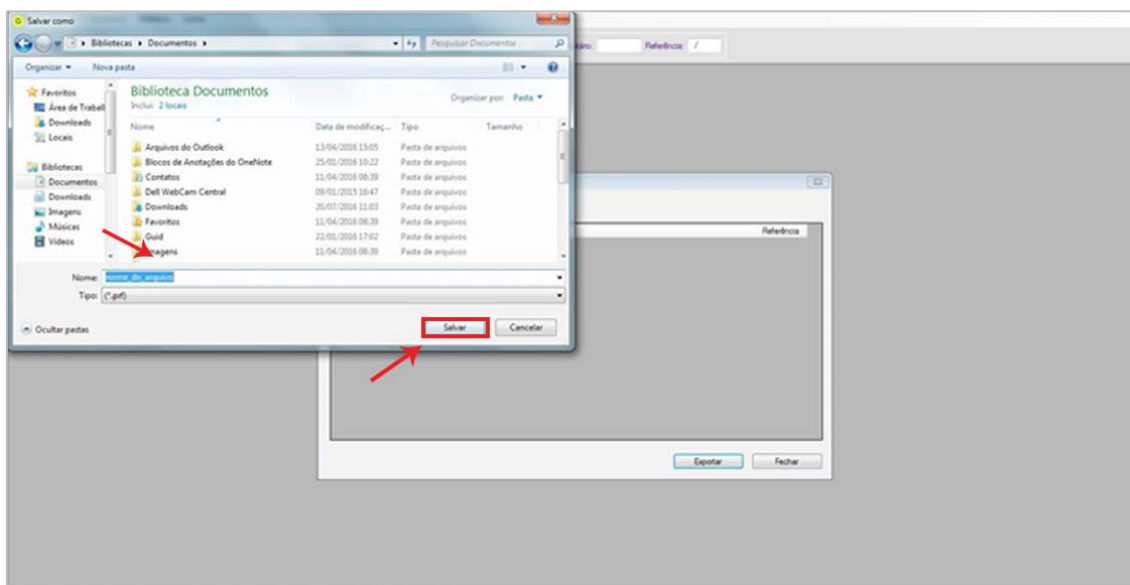 Salvar como
Bibliotecas Documentos
Pesquisar Documentos
Referência: /
Organizar Nova pasta
Favoritos
Área de Traball
Downloads
Locais
Bibliotecas
Documentos
Downloads
Imagens
Músicas
Vídeos
Biblioteca Documentos
Inclui: 2 locais
Organizar por: Pasta
Nome Data de modificaç... Tipo Tamanho
Arquivos do Outlook 13/04/2016 15:05 Pasta de arquivos
Blocos de Anotações do OneNote 25/01/2016 10:22 Pasta de arquivos
Contatos 11/04/2016 08:39 Pasta de arquivos
Dell WebCam Central 09/01/2015 16:47 Pasta de arquivos
Downloads 20/07/2016 11:03 Pasta de arquivos
Favoritos 11/04/2016 08:39 Pasta de arquivos
Guid 22/01/2016 17:02 Pasta de arquivos
Imagens 11/04/2016 08:39 Pasta de arquivos
Nome: nome_do_arquivo
Tipo: (*.prf)
Ocultar pastas
Salvar Cancelar
Referência
Exportar Fechar